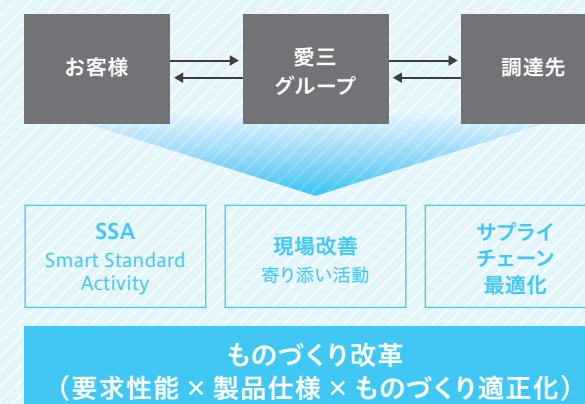 お客様
愛三
グループ
調達先
SSA
Smart Standard
Activity
現場改善
寄り添い活動
サプライ
チェーン
最適化
ものづくり改革
（要求性能 × 製品仕様 × ものづくり適正化）